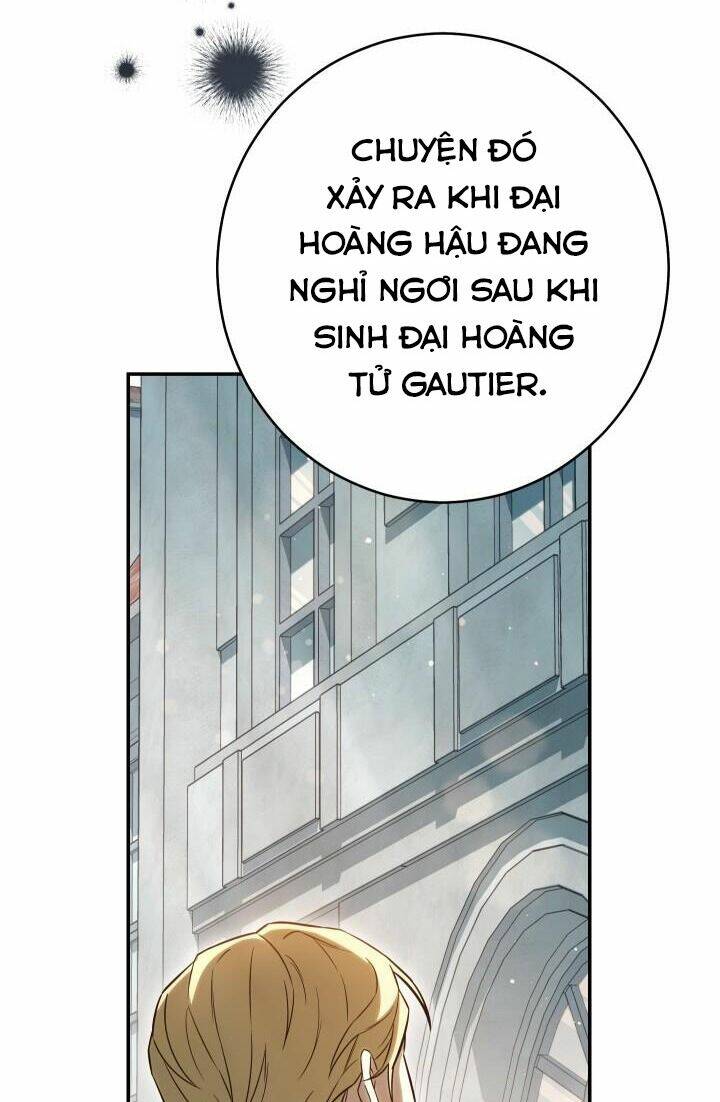 CHUYỆN ĐÓ
XẢY RA KHI ĐẠI
HOÀNG HẬU ĐANG
NGHỈ NGƠI SAU KHI
SINH ĐẠI HOÀNG
TỬ GAUTIER.